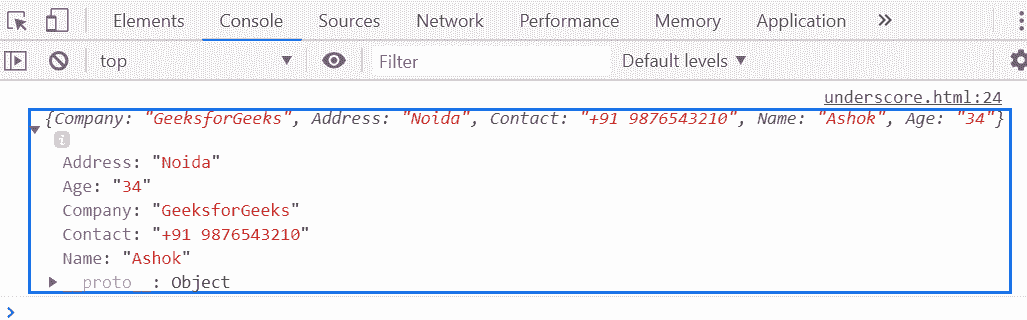 Elements Console Sources Network Performance Memory Application »
top ▼ Filter Default levels ▼
underscore.html:24
{Company: "GeeksforGeeks", Address: "Noida", Contact: "+91 9876543210", Name: "Ashok", Age: "34"}
i
Address: "Noida"
Age: "34"
Company: "GeeksforGeeks"
Contact: "+91 9876543210"
Name: "Ashok"
proto : Object
>